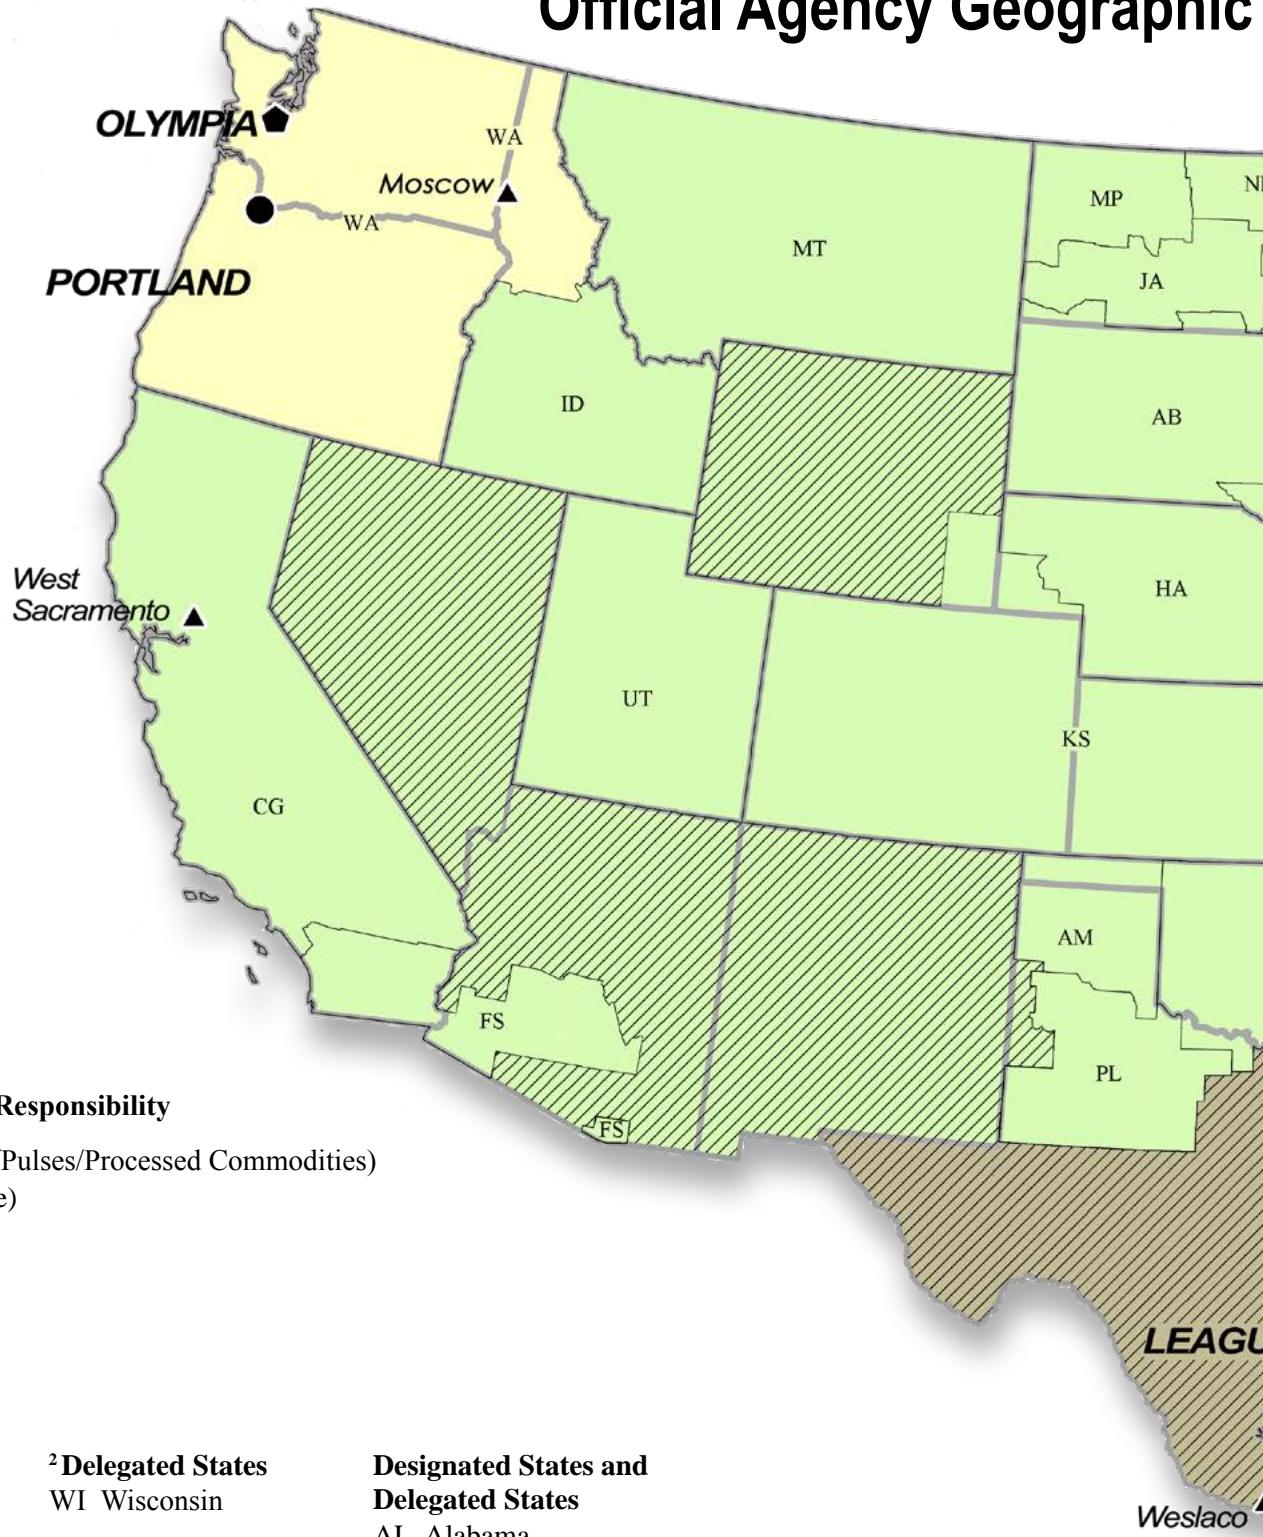 Official Agency Geographic
OLYMPIA
WA
Moscow
WA
PORTLAND
MP
MT
JA
ID
AB
West
Sacramento
HA
UT
KS
CG
AM
FS
PL
FS
Responsibility
/Pulses/Processed Commodities)
e)
LEAGU
² Delegated States
WI Wisconsin
Designated States and
Delegated States
AL Alabama
Weslaco